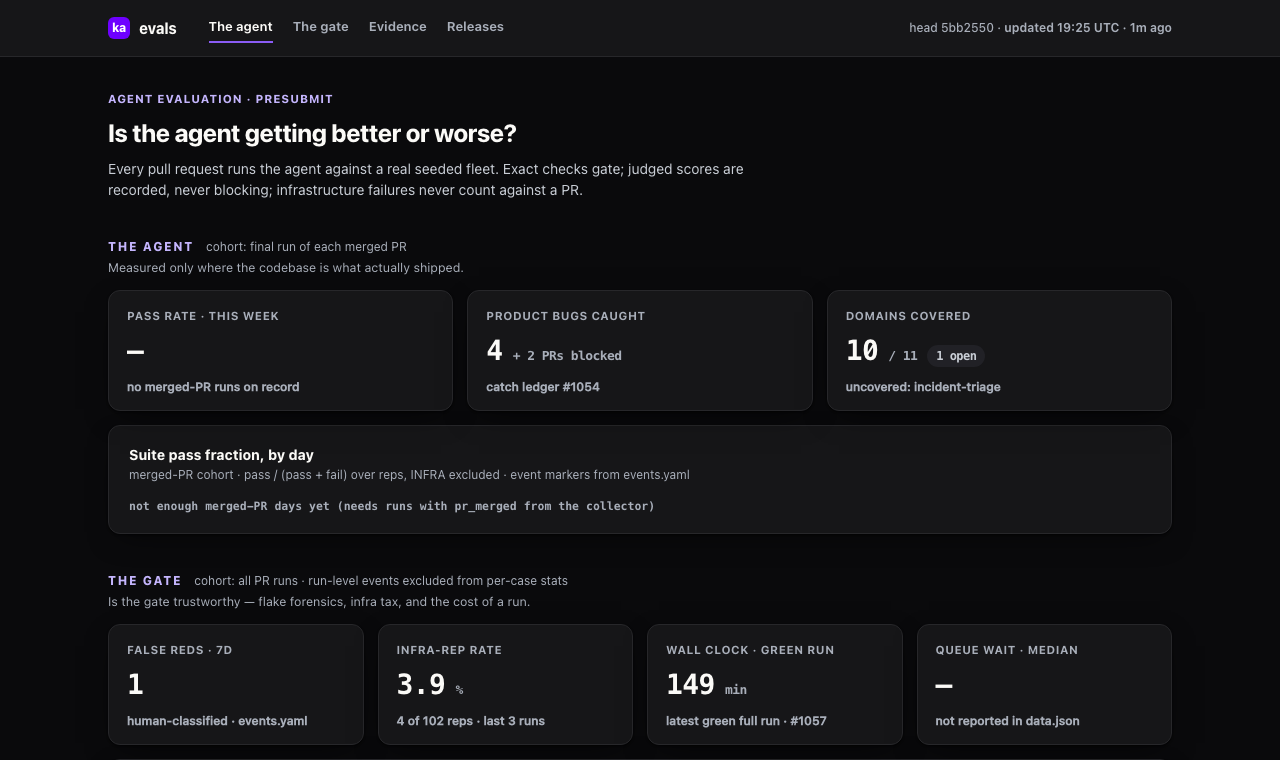 ka evals The agent The gate Evidence Releases head 5bb2550 · updated 19:25 UTC · 1m ago
AGENT EVALUATION · PRESUBMIT
Is the agent getting better or worse?
Every pull request runs the agent against a real seeded fleet. Exact checks gate; judged scores are
recorded, never blocking; infrastructure failures never count against a PR.
THE AGENT cohort: final run of each merged PR
Measured only where the codebase is what actually shipped.
PASS RATE · THIS WEEK
–
no merged-PR runs on record
PRODUCT BUGS CAUGHT
4 + 2 PRs blocked
catch ledger #1054
DOMAINS COVERED
10 / 11 1 open
uncovered: incident-triage
Suite pass fraction, by day
merged-PR cohort · pass / (pass + fail) over reps, INFRA excluded · event markers from events.yaml
not enough merged-PR days yet (needs runs with pr_merged from the collector)
THE GATE cohort: all PR runs · run-level events excluded from per-case stats
Is the gate trustworthy — flake forensics, infra tax, and the cost of a run.
FALSE REDS · 7D
1
human-classified · events.yaml
INFRA-REP RATE
3.9 %
4 of 102 reps · last 3 runs
WALL CLOCK · GREEN RUN
149 min
latest green full run · #1057
QUEUE WAIT · MEDIAN
–
not reported in data.json